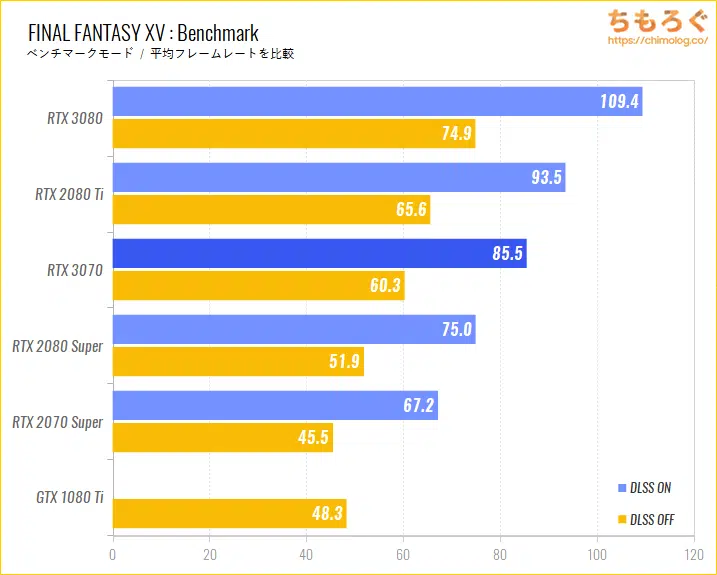 FINAL FANTASY XV : Benchmark
ベンチマークモード / 平均フレームレートを比較
ちもろぐ
https://chimolog.co/
RTX 3080
109.4
74.9
RTX 2080 Ti
93.5
65.6
RTX 3070
85.5
60.3
RTX 2080 Super
75.0
51.9
RTX 2070 Super
67.2
45.5
GTX 1080 Ti
48.3
DLSS ON
DLSS OFF
0 20 40 60 80 100 120